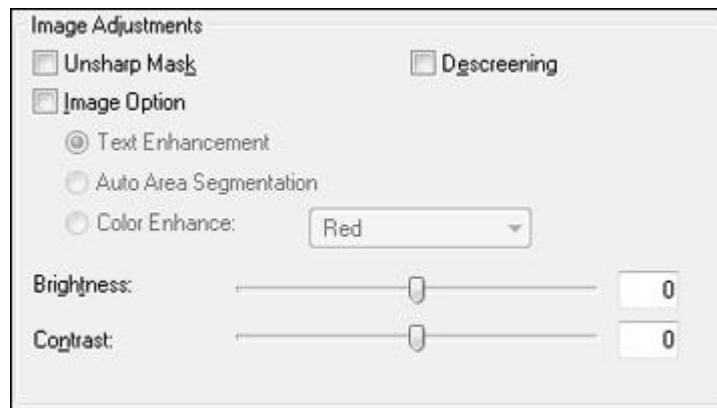 Image Adjustments
Unsharp Mask Descreening
Image Option
Text Enhancement
Auto Area Segmentation
Color Enhance: Red
Brightness: 0
Contrast: 0